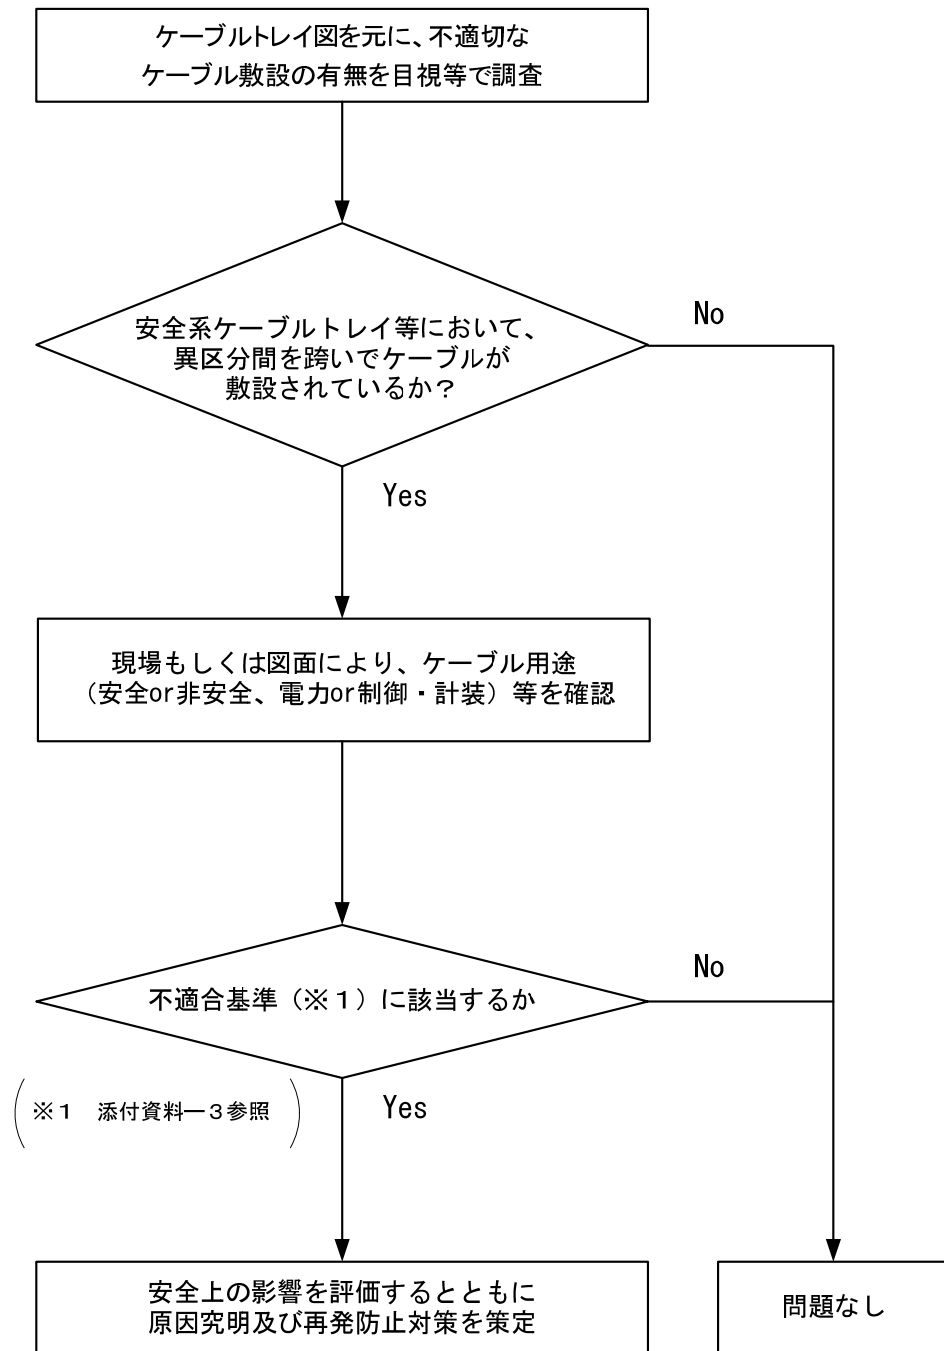 ケーブルトレイ図を元に、不適切な
ケーブル敷設の有無を目視等で調査
安全系ケーブルトレイ等において、
異区分間を跨いでケーブルが
敷設されているか？
No
Yes
現場もしくは図面により、ケーブル用途
（安全or非安全、電力or制御・計装）等を確認
不適合基準（※１）に該当するか
No
Yes
※１　添付資料－３参照
安全上の影響を評価するとともに
原因究明及び再発防止対策を策定
問題なし